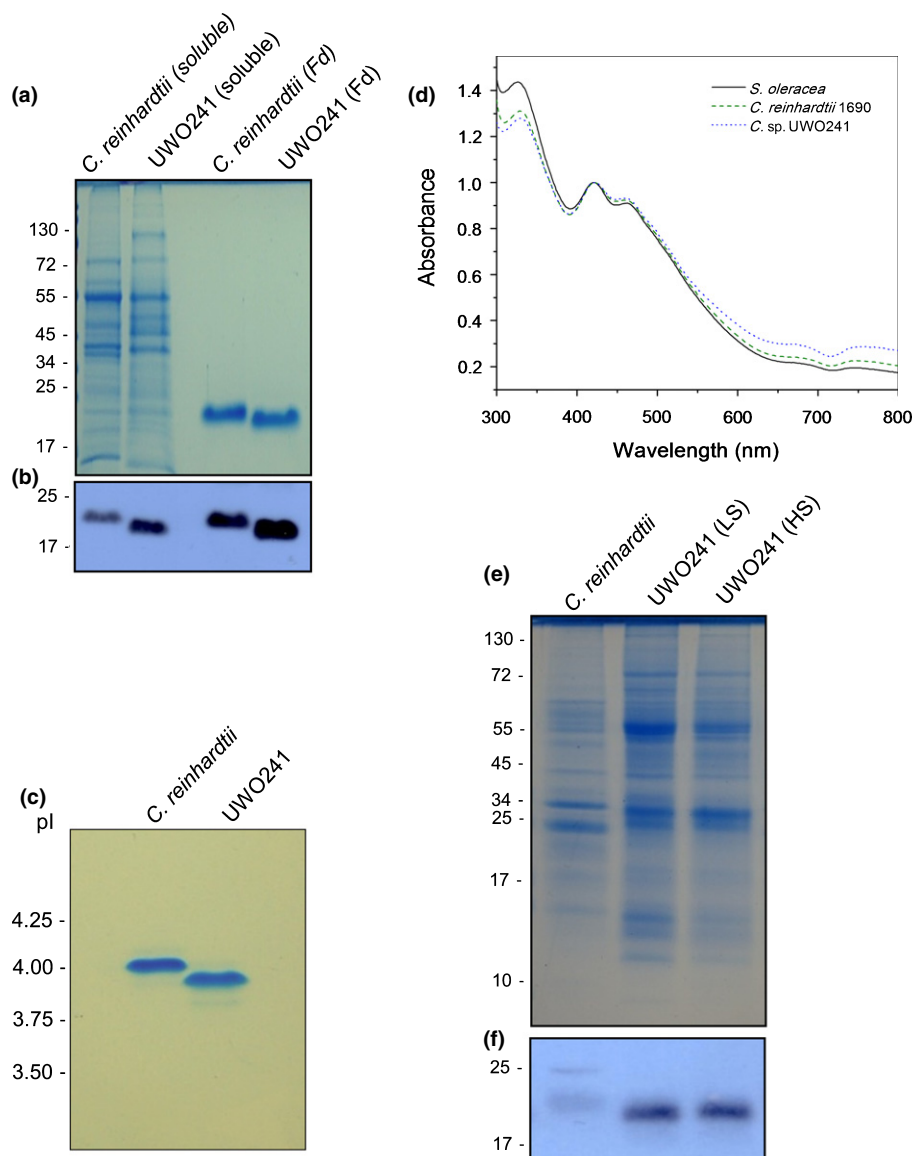 (a)
C. reinhardtii (soluble)
UWO241 (soluble)
C. reinhardtii (Fd)
UWO241 (Fd)
130 -
72 -
55 -
45 -
34 -
25 -
17 -
(b)
25 -
17 -
(c)
pI
C. reinhardtii
UWO241
4.25 -
4.00 -
3.75 -
3.50 -
(d)
S. oleracea
C. reinhardtii 1690
C. sp. UWO241
Absorbance
1.4
1.2
1.0
0.8
0.6
0.4
0.2
300 400 500 600 700 800
Wavelength (nm)
(e)
C. reinhardtii
UWO241 (LS)
UWO241 (HS)
130 -
72 -
55 -
45 -
34 -
25 -
17 -
10 -
(f)
25 -
17 -